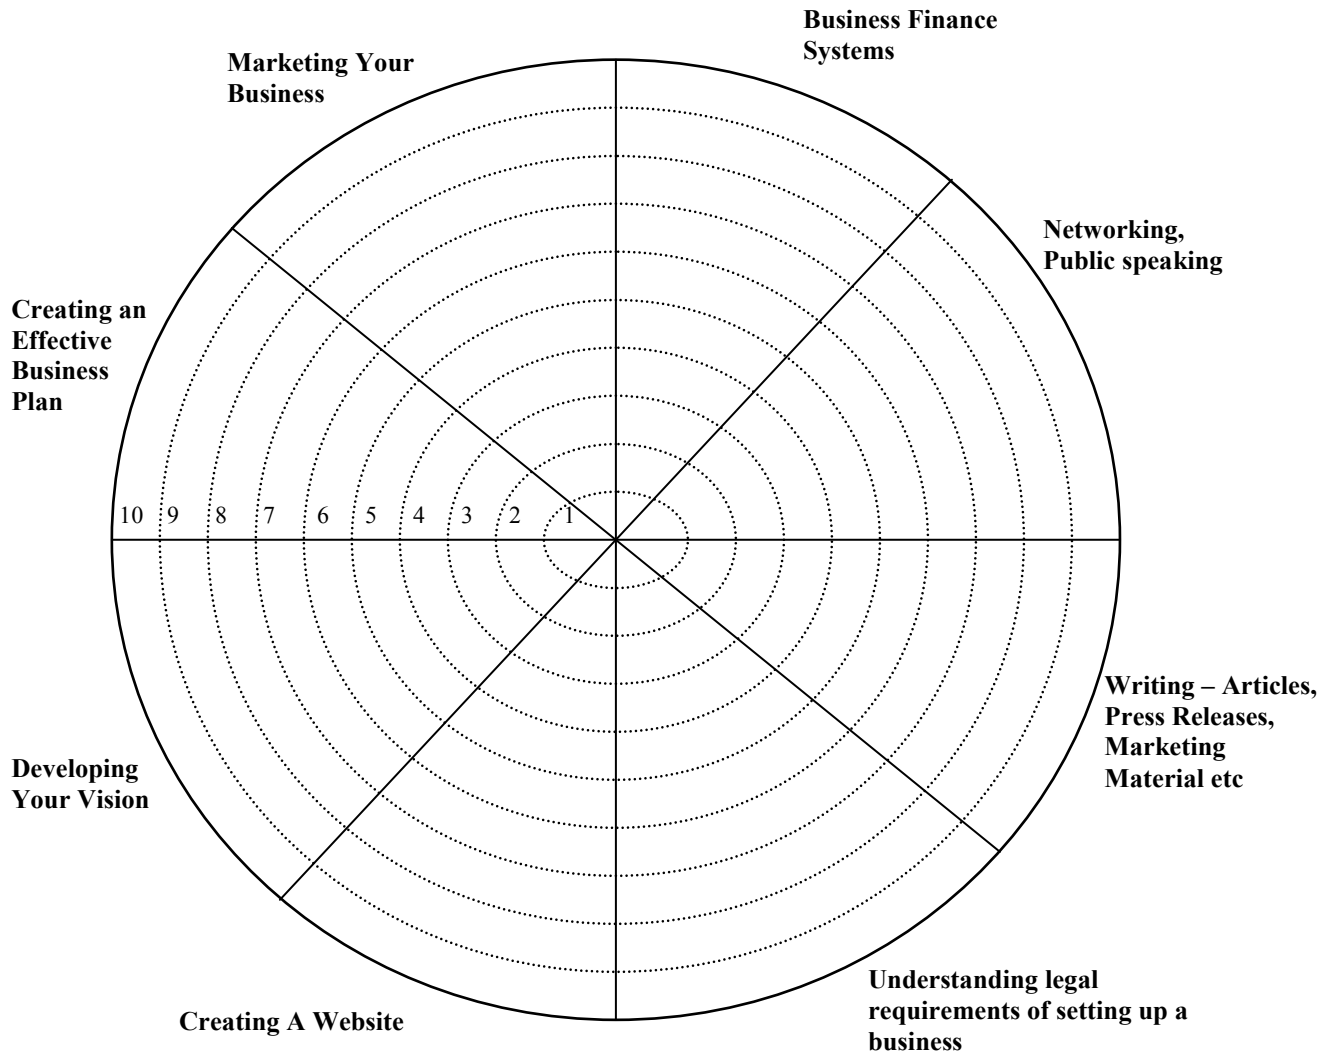 Business Finance
Systems
Marketing Your
Business
Networking,
Public speaking
Creating an
Effective
Business
Plan
10 9 8 7 6 5 4 3 2 1
Writing – Articles,
Press Releases,
Marketing
Material etc
Developing
Your Vision
Understanding legal
requirements of setting up a
business
Creating A Website